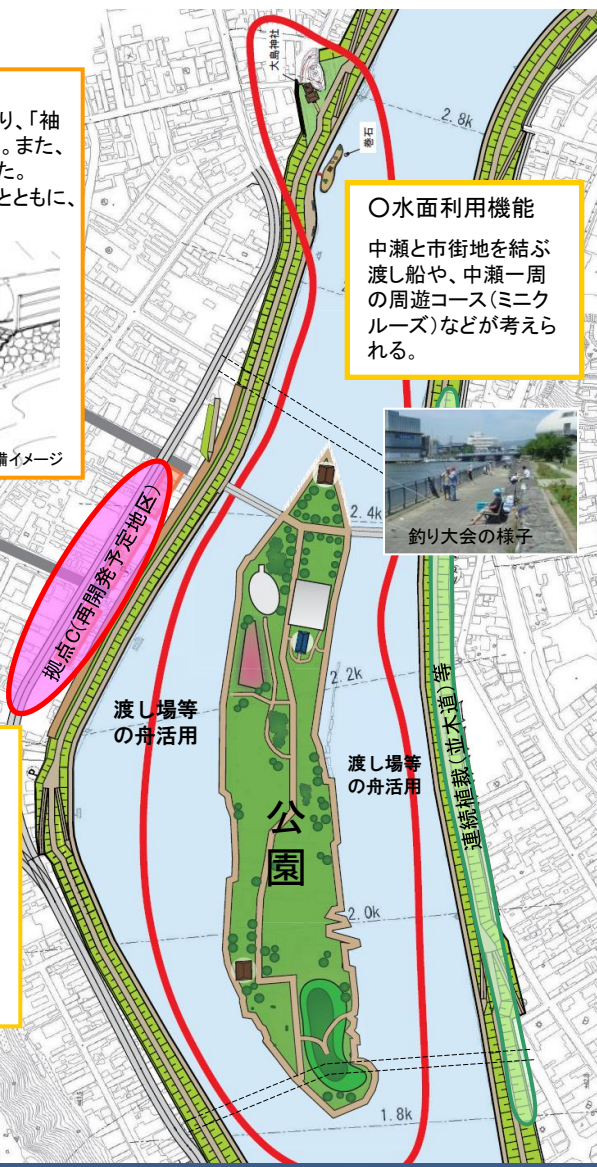 大島神社
2.8k
巻石
り、「袖
。また、
た。
とともに、
備イメージ
〇水面利用機能
中瀬と市街地を結ぶ
渡し船や、中瀬一周
の周遊コース(ミニク
ルーズ)などが考えら
れる。
釣り大会の様子
2.4k
拠点C(再開発予定地区)
2.2k
渡し場等
の舟活用
渡し場等
の舟活用
連続植栽(並木道)等
公
園
2.0k
1.8k